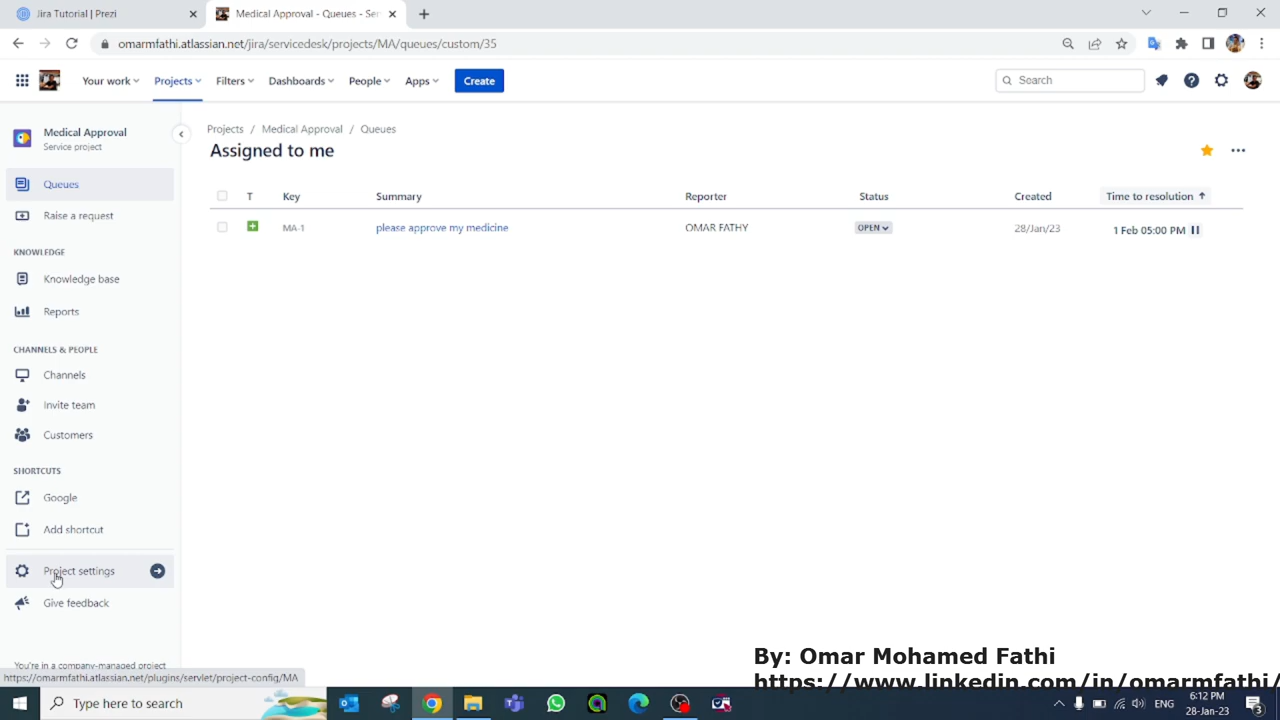 Jira Tutorial | Prezi
Medical Approval - Queues - Ser
omarmfathi.atlassian.net/jira/servicedesk/projects/MA/queues/custom/35
Your work
Projects
Filters
Dashboards
People
Apps
Create
Search
Medical Approval
Service project
Queues
Raise a request
KNOWLEDGE
Knowledge base
Reports
CHANNELS & PEOPLE
Channels
Invite team
Customers
SHORTCUTS
Google
Add shortcut
Project settings
Give feedback
You're in a company-managed project
https://omarmfathi.atlassian.net/plugins/servlet/project-config/MA
Projects / Medical Approval / Queues
Assigned to me
T Key Summary Reporter Status Created Time to resolution
MA-1 please approve my medicine OMAR FATHY OPEN 28/Jan/23 1 Feb 05:00 PM
By: Omar Mohamed Fathi
https://www.linkedin.com/in/omarmfathi/
Type here to search
ENG
6:12 PM
28-Jan-23
3